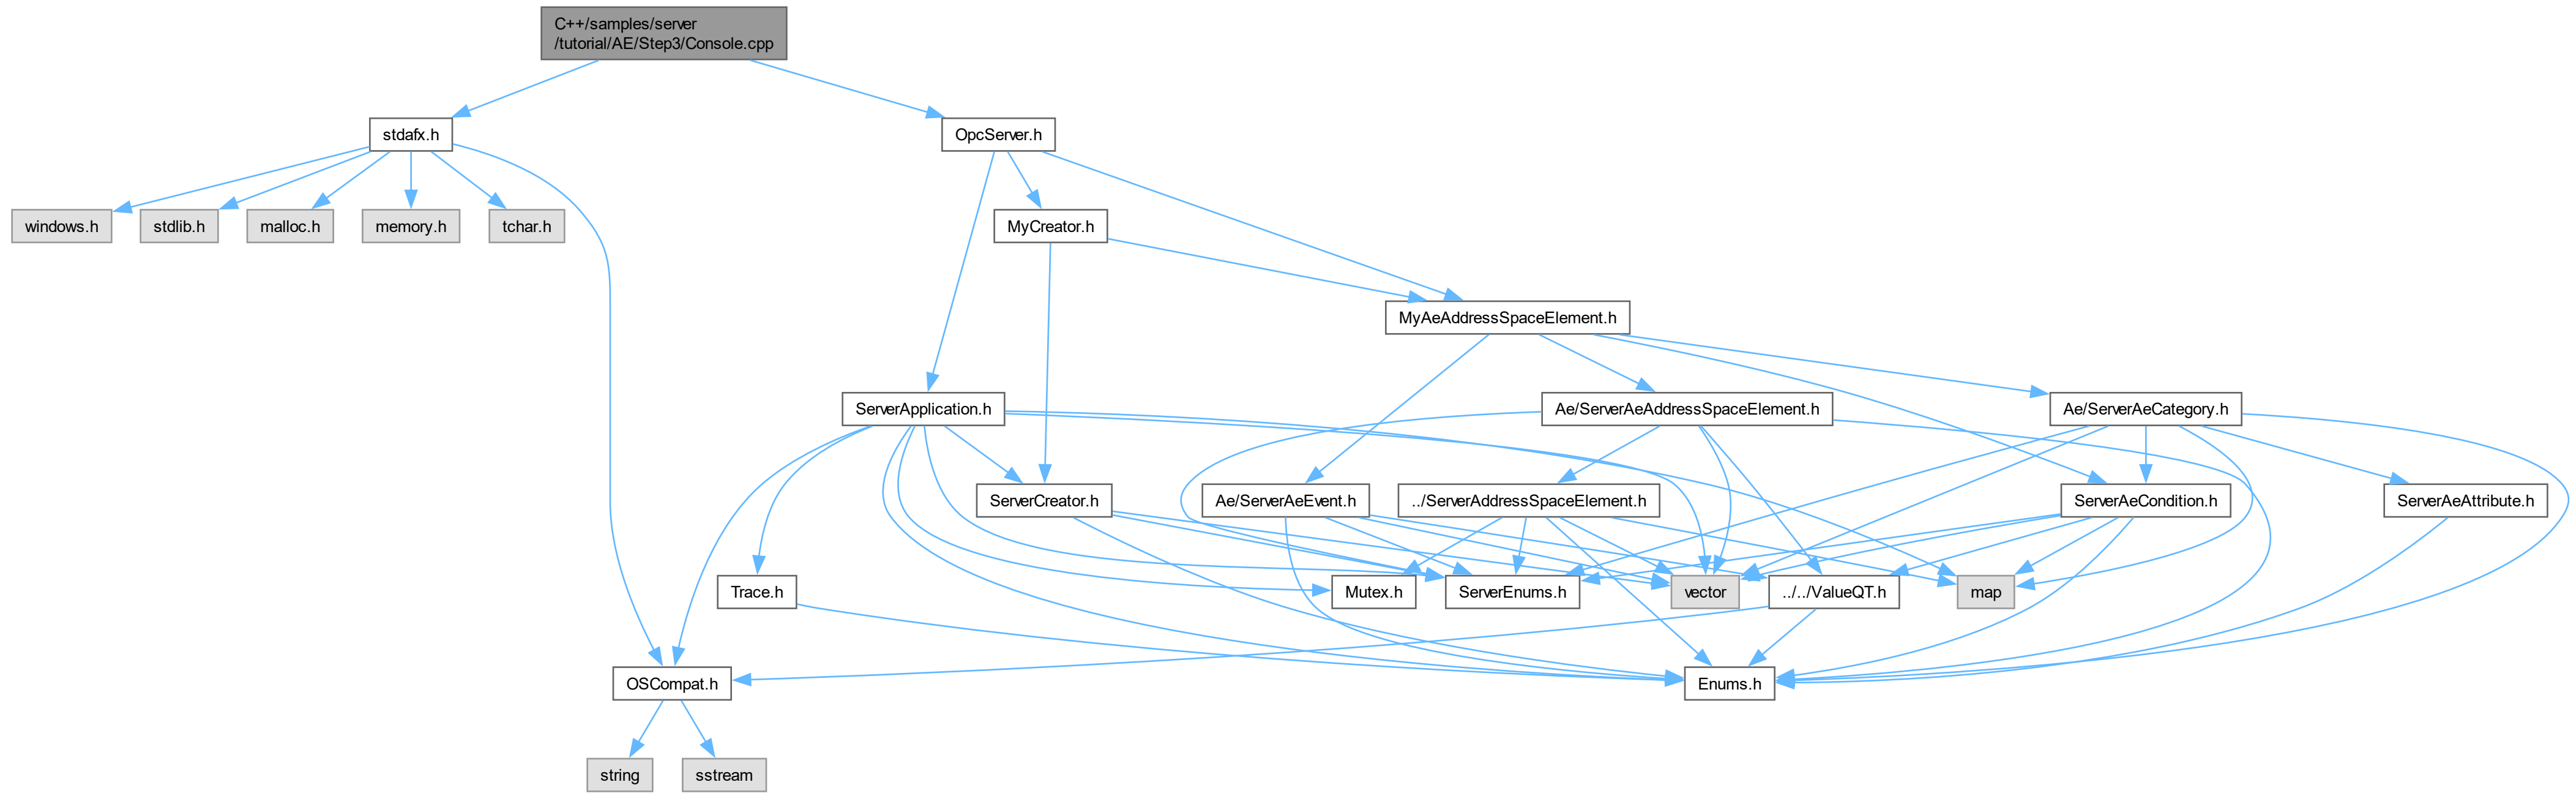 C++/samples/server
/tutorial/AE/Step3/Console.cpp
stdafx.h
OpcServer.h
windows.h
stdlib.h
malloc.h
memory.h
tchar.h
MyCreator.h
MyAeAddressSpaceElement.h
ServerApplication.h
Ae/ServerAeAddressSpaceElement.h
Ae/ServerAeCategory.h
ServerCreator.h
Ae/ServerAeEvent.h
../ServerAddressSpaceElement.h
ServerAeCondition.h
ServerAeAttribute.h
Trace.h
Mutex.h
ServerEnums.h
vector
../../ValueQT.h
map
OSCompat.h
Enums.h
string
sstream